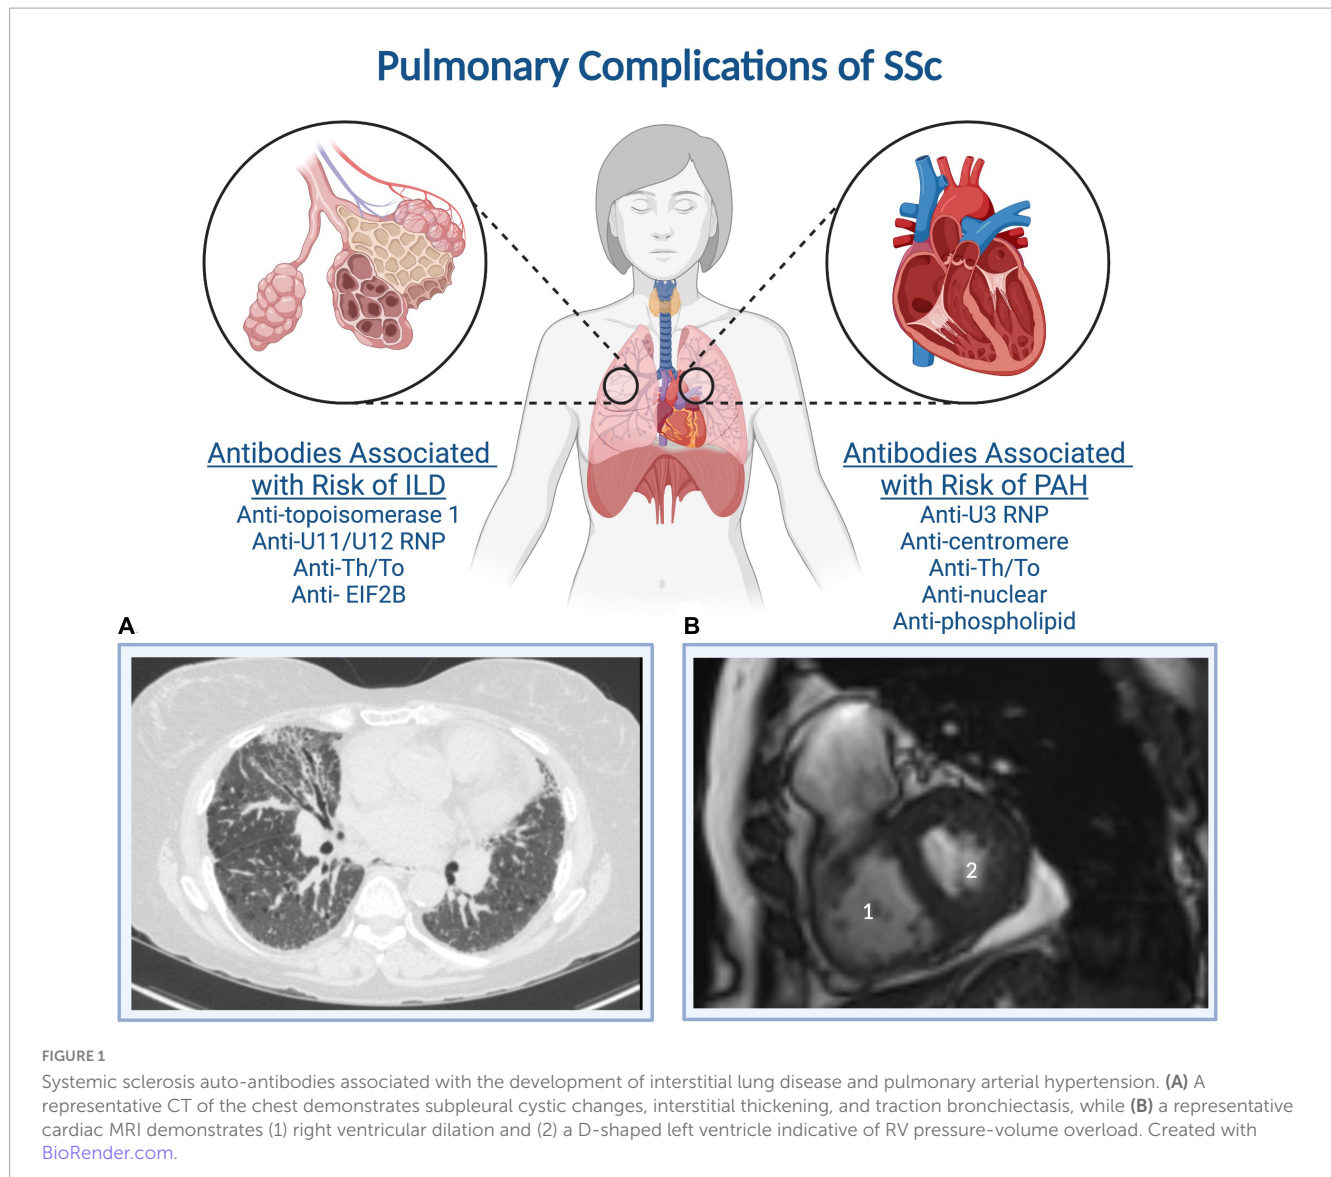 Pulmonary Complications of SSc
Antibodies Associated
with Risk of ILD
Anti-topoisomerase 1
Anti-U11/U12 RNP
Anti-Th/To
Anti- EIF2B
Antibodies Associated
with Risk of PAH
Anti-U3 RNP
Anti-centromere
Anti-Th/To
Anti-nuclear
Anti-phospholipid
A
B
1
2
FIGURE 1
Systemic sclerosis auto-antibodies associated with the development of interstitial lung disease and pulmonary arterial hypertension. (A) A
representative CT of the chest demonstrates subpleural cystic changes, interstitial thickening, and traction bronchiectasis, while (B) a representative
cardiac MRI demonstrates (1) right ventricular dilation and (2) a D-shaped left ventricle indicative of RV pressure-volume overload. Created with
BioRender.com.